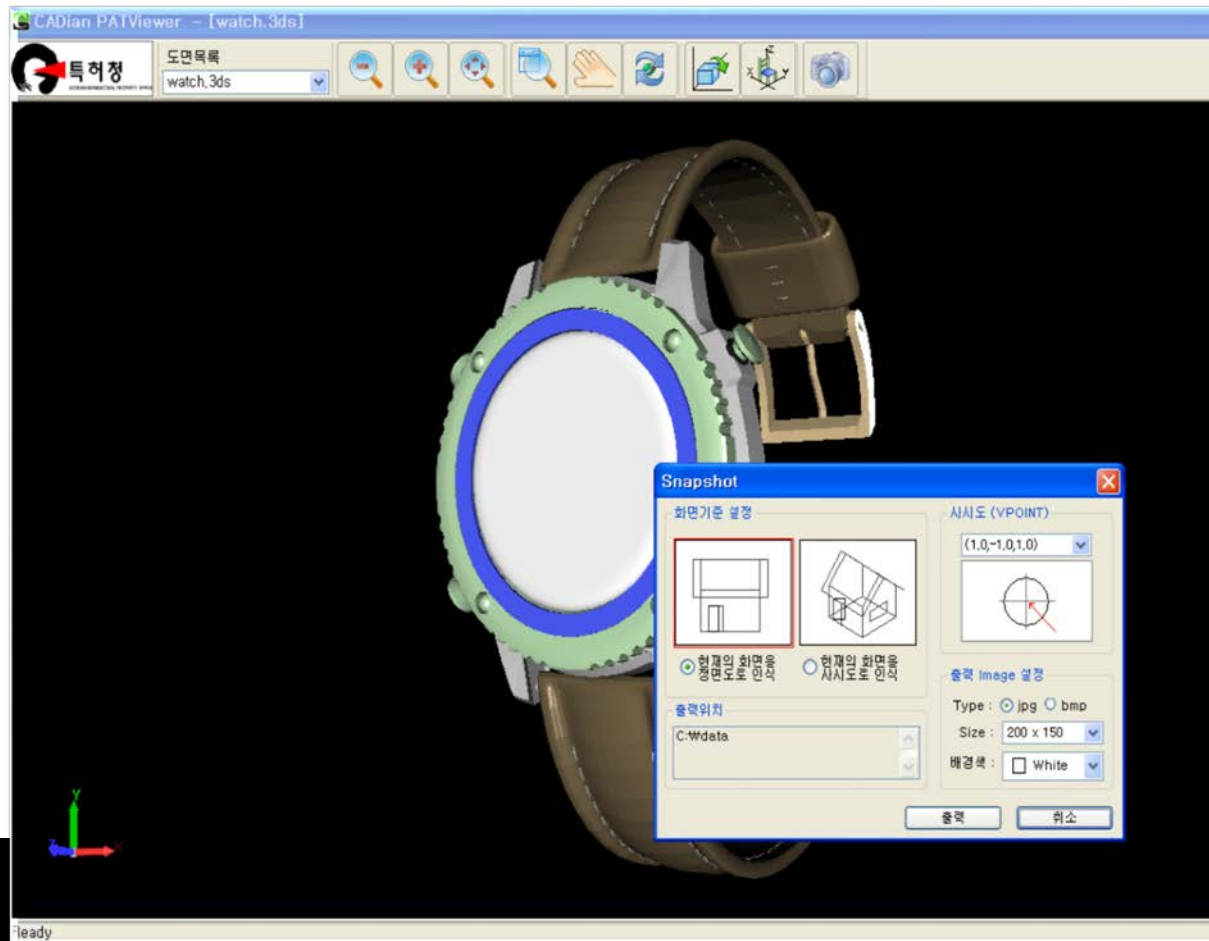 CADian PATViewer - [watch.3ds]
특허청
도면목록
watch.3ds
Snapshot
화면기준 설정
현재의 화면을
정면도로 인식
현재의 화면을
사시도로 인식
출력위치
C:₩data
사시도 (VPOINT)
(1.0,-1.0,1.0)
출력 Image 설정
Type : jpg bmp
Size : 200 x 150
배경색 : White
출력
취소
Y
X
Z
Ready